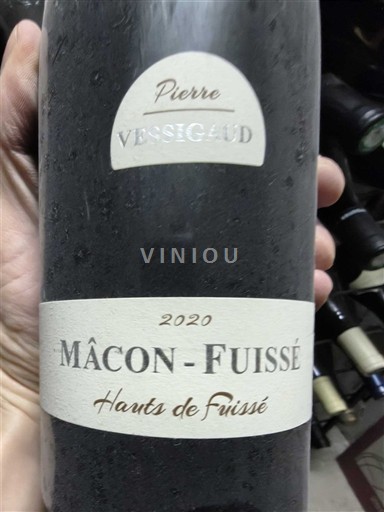 Pierre
VESSIGAUD
VINIOU
2020
MÂCON-FUISSÉ
Hauts de Fuissé